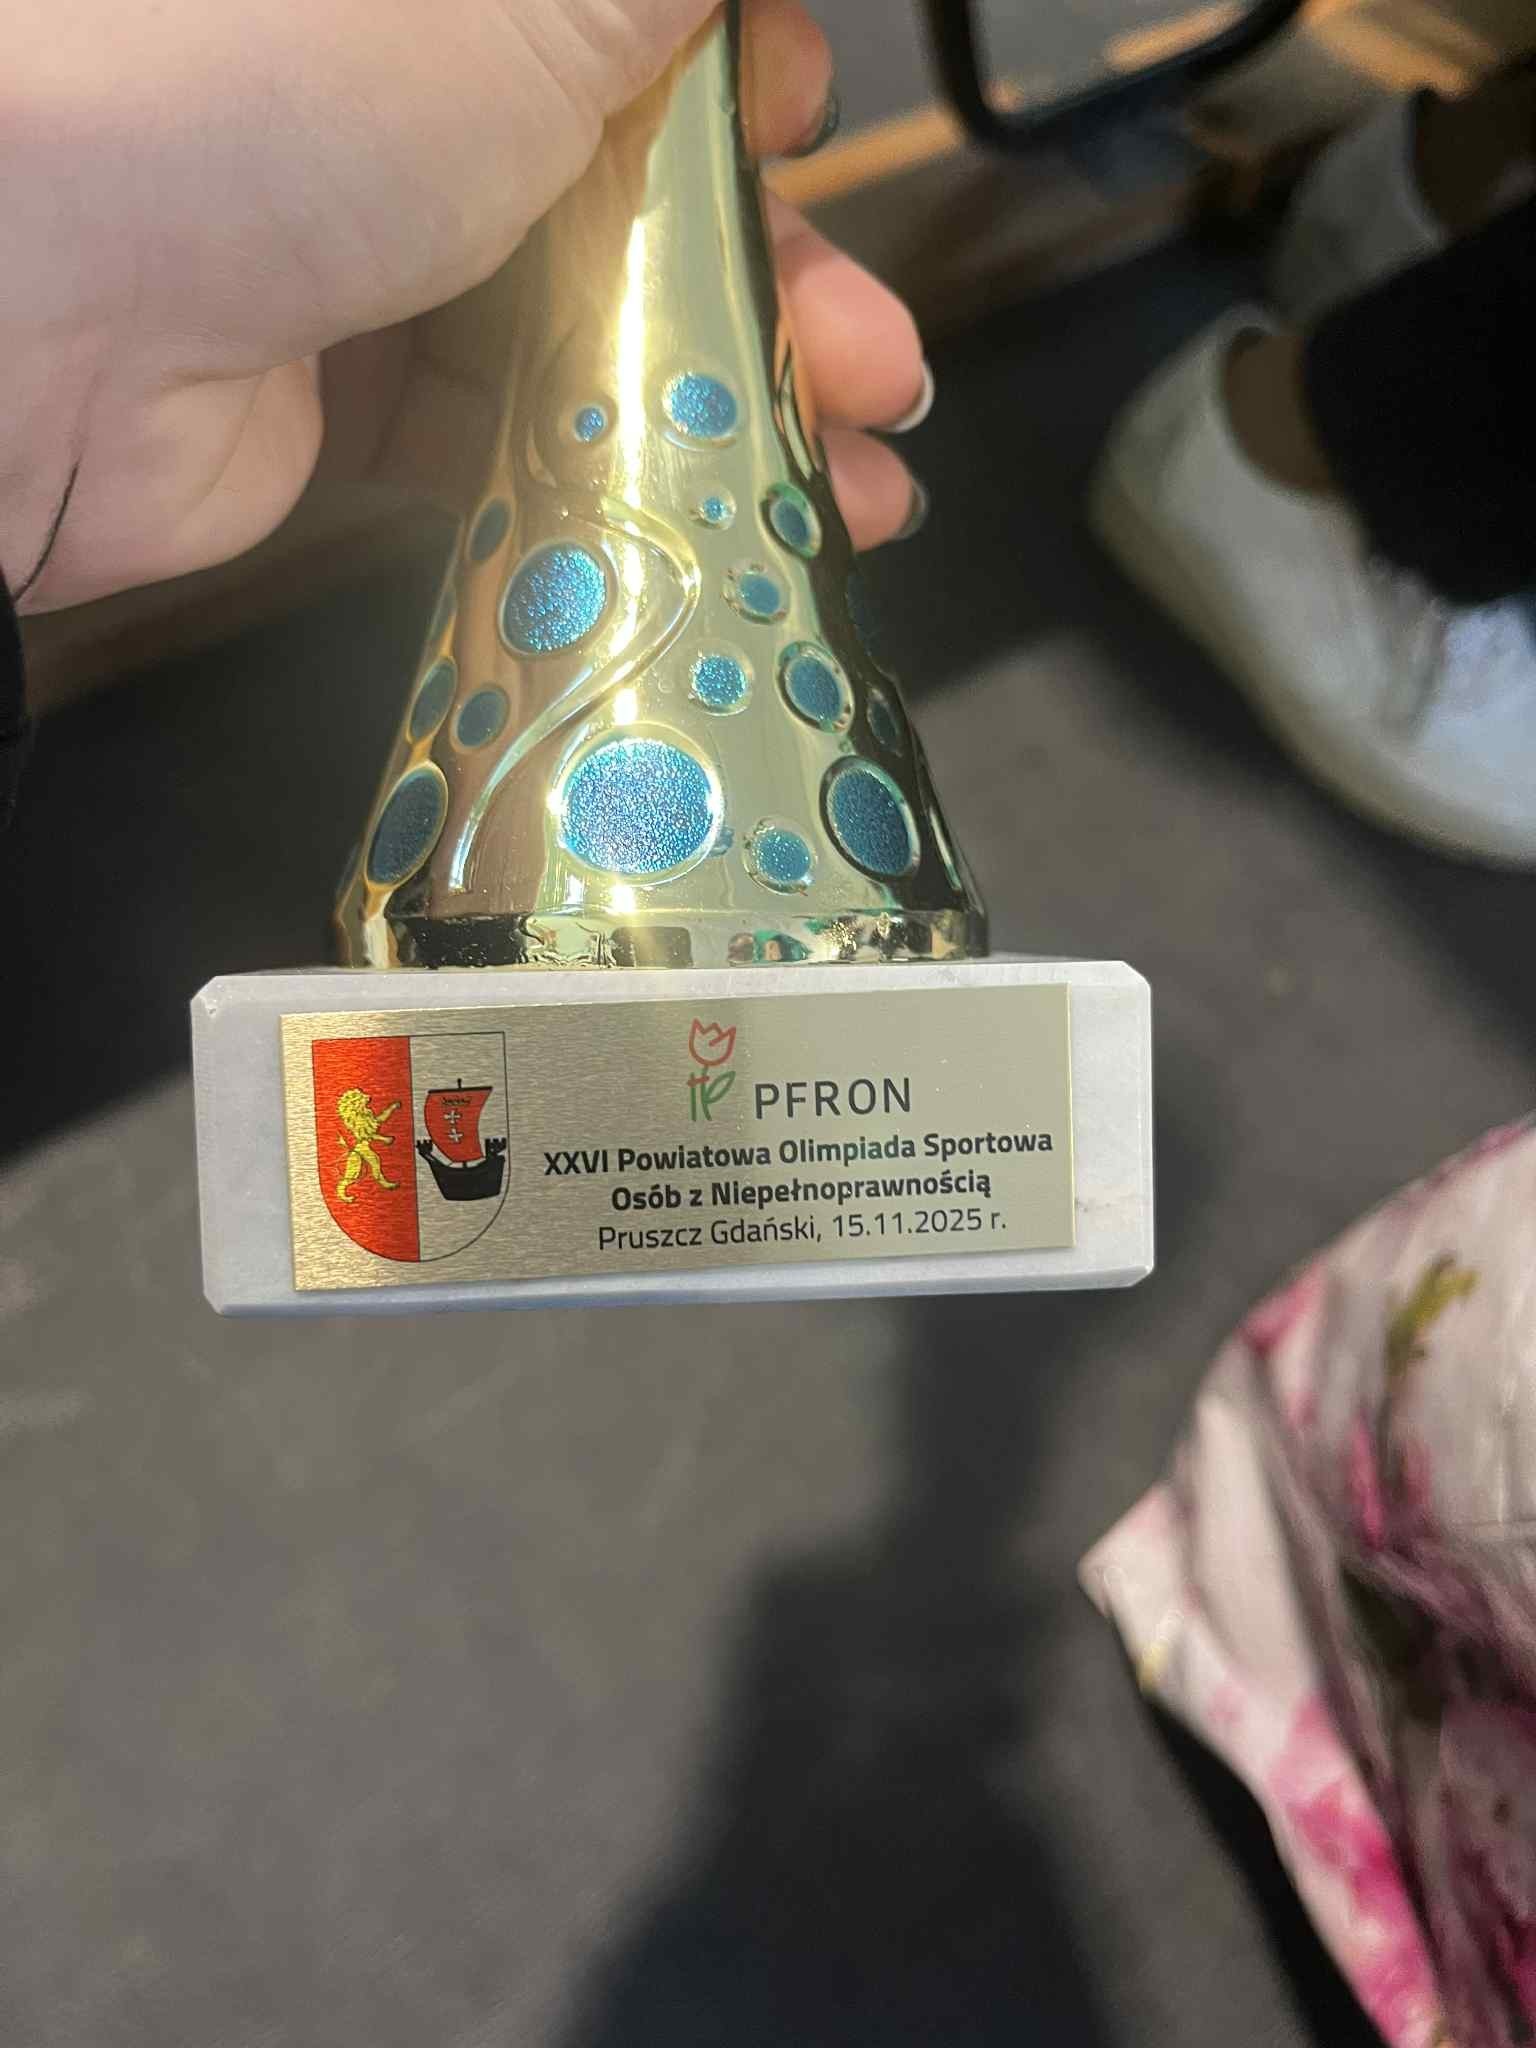 PFRON
XXVI Powiatowa Olimpiada Sportowa
Osób z Niepełnoprawnością
Pruszcz Gdański, 15.11.2025 r.